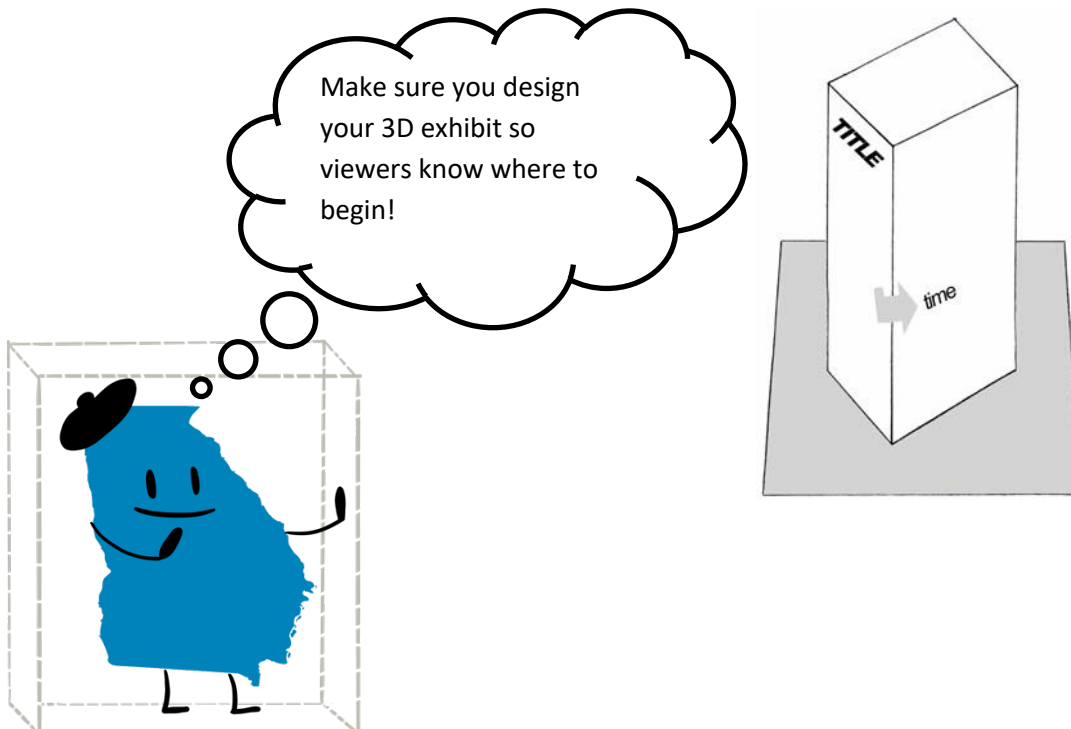 Make sure you design
your 3D exhibit so
viewers know where to
begin!
TITLE
time